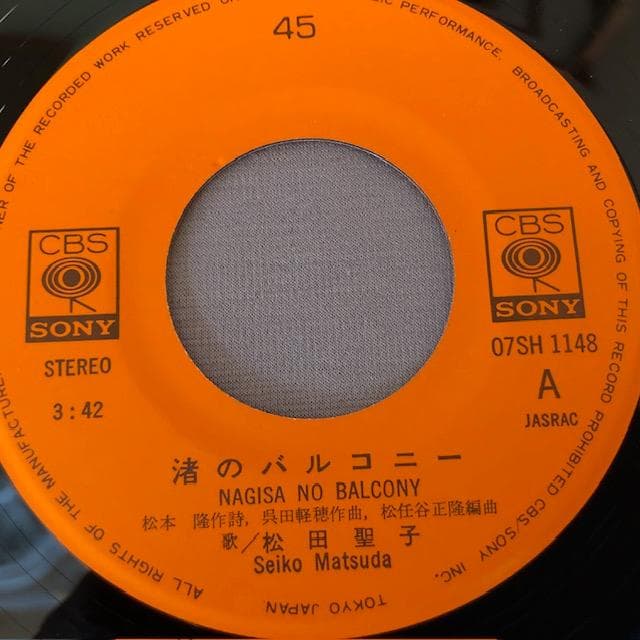 45
CBS
SONY
STEREO
3:42
CBS
SONY
07SH 1148
A
JASRAC
渚のバルコニー
NAGISA NO BALCONY
松本 隆作詩, 呉田軽穂作曲, 松任谷正隆編曲
歌/松田聖子
Seiko Matsuda
ALL RIGHTS OF THE MANUFACTURER
NER OF THE RECORDED WORK RESERVED
PERFORMANCE, BROADCASTING AND COPYING OF THIS RECORD PROHIBITED CBS/SONY INC.
TOKYO JAPAN